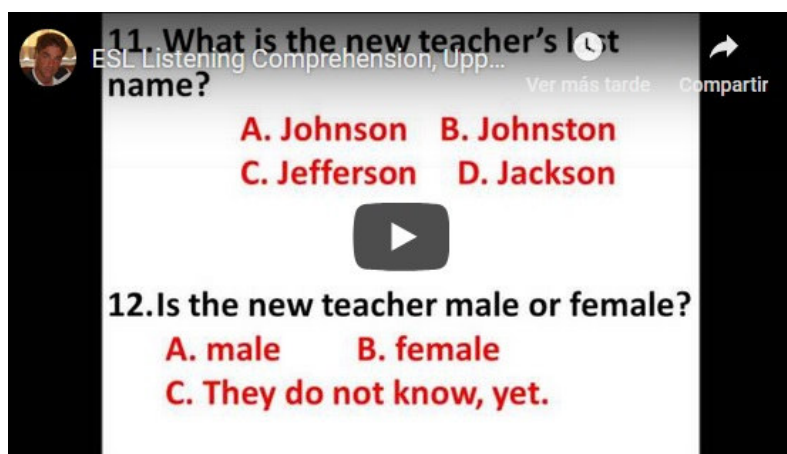 11. What is the new teacher's last
name?
ESL Listening Comprehension, Upp...
Ver más tarde
Compartir
A. Johnson B. Johnston
C. Jefferson D. Jackson
12.Is the new teacher male or female?
A. male B. female
C. They do not know, yet.